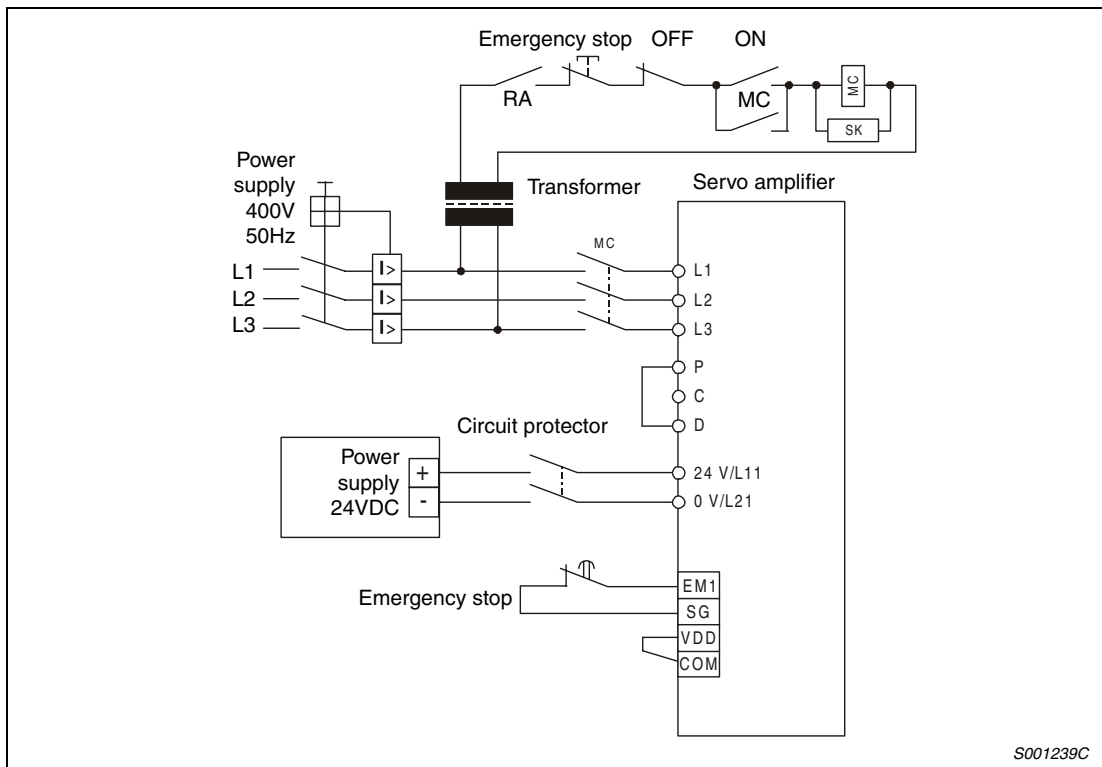 Emergency stop OFF ON
RA
MC
MC
SK
Power
supply
400V
50Hz
Transformer
Servo amplifier
MC
L1 I> L1
L2 I> L2
L3 I> L3
P
C
D
Circuit protector
Power
supply
24VDC
+
-
24 V/L11
0 V/L21
Emergency stop
EM1
SG
VDD
COM
S001239C